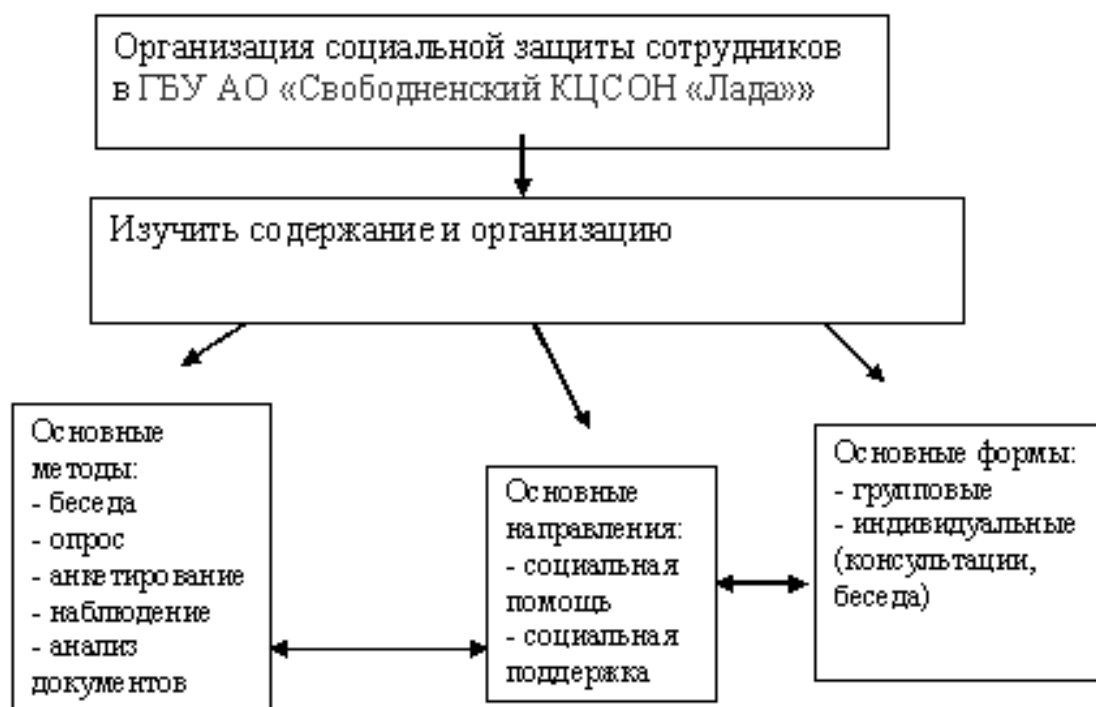 Организация социальной защиты сотрудников
в ГБУ АО «Свободненский КЦСОН «Лада»»
Изучить содержание и организацию
Основные
методы:
- беседа
- опрос
- анкетирование
- наблюдение
- анализ
документов
Основные
направления:
- социальная
помощь
- социальная
поддержка
Основные формы:
- групповые
- индивидуальные
(консультации,
беседа)